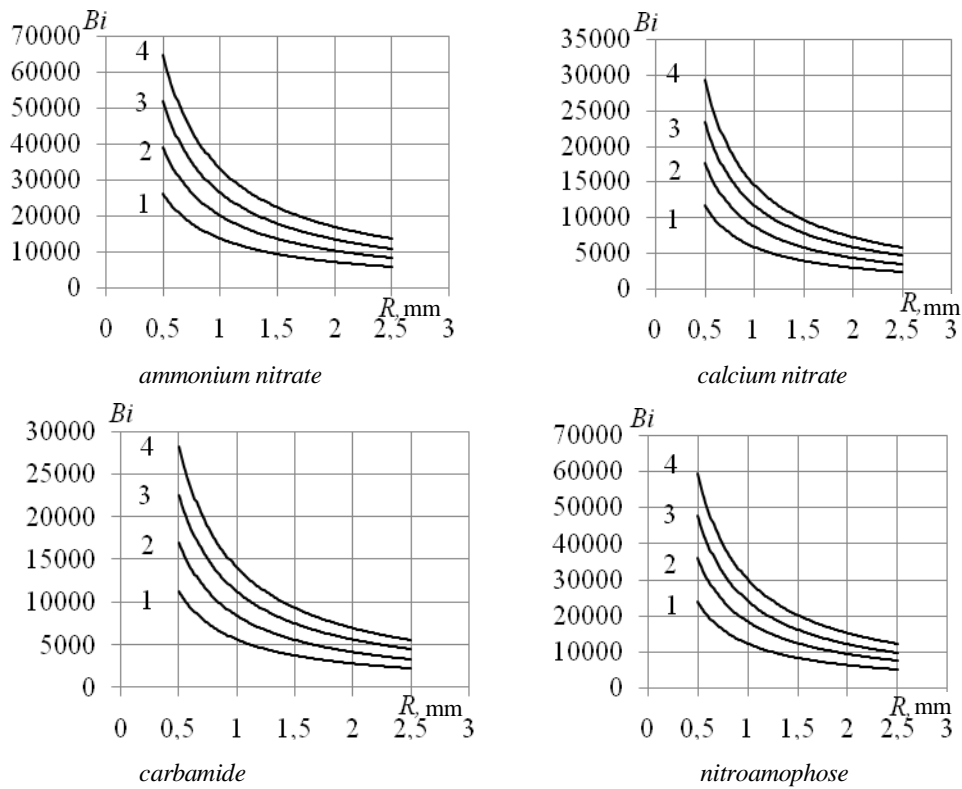 Bi
70000
60000
50000
40000
30000
20000
10000
0
4
3
2
1
R, mm
0 0,5 1 1,5 2 2,5 3
ammonium nitrate
Bi
35000
30000
25000
20000
15000
10000
5000
0
4
3
2
1
R, mm
0 0,5 1 1,5 2 2,5 3
calcium nitrate
Bi
30000
25000
20000
15000
10000
5000
0
4
3
2
1
R, mm
0 0,5 1 1,5 2 2,5 3
carbamide
Bi
70000
60000
50000
40000
30000
20000
10000
0
4
3
2
1
R, mm
0 0,5 1 1,5 2 2,5 3
nitroamophose